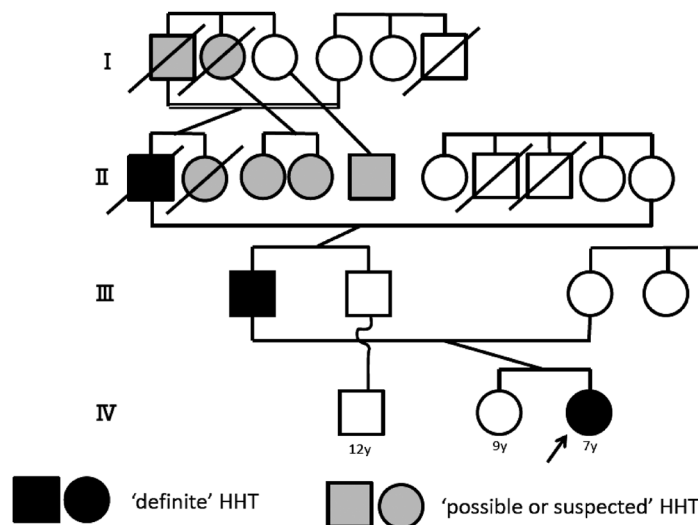 I
II
III
IV
12y
9y
7y
'definite' HHT
'possible or suspected' HHT